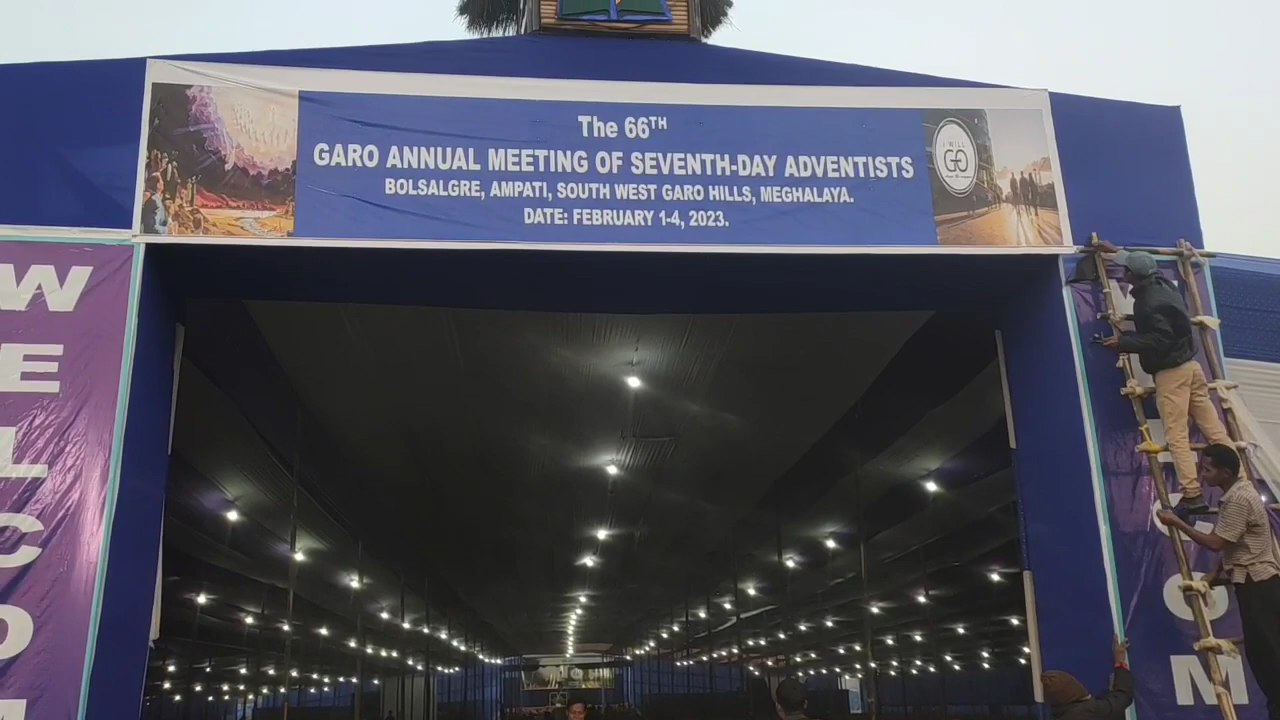 The 66TH
GARO ANNUAL MEETING OF SEVENTH-DAY ADVENTISTS
BOLSALGRE, AMPATI, SOUTH WEST GARO HILLS, MEGHALAYA.
DATE: FEBRUARY 1-4, 2023.
I WILL
GO
W
E
L
C
O
M
W
C
O
M